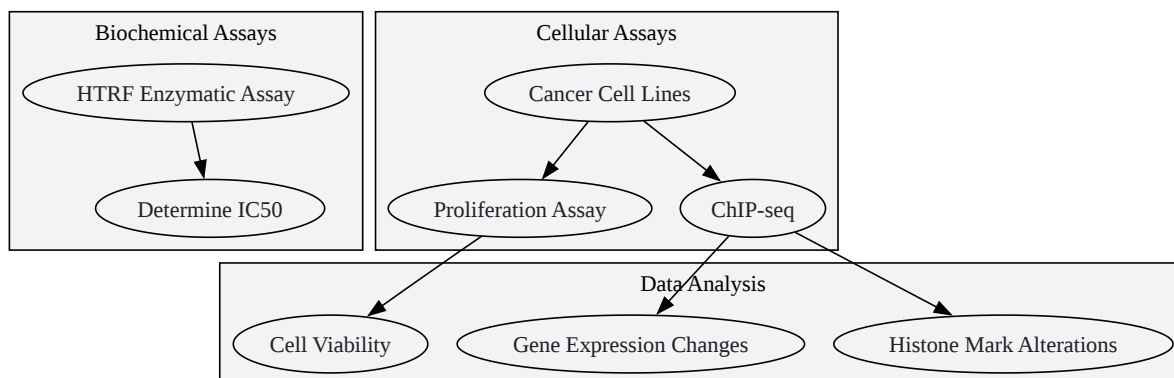 Biochemical Assays
Cellular Assays
HTRF Enzymatic Assay
Cancer Cell Lines
Determine IC50
Proliferation Assay
ChIP-seq
Data Analysis
Cell Viability
Gene Expression Changes
Histone Mark Alterations